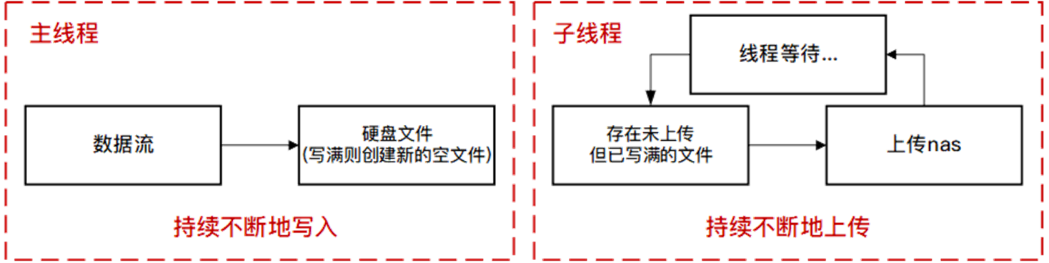 主线程
数据流
硬盘文件
(写满则创建新的空文件)
持续不断地写入
子线程
线程等待...
存在未上传
但已写满的文件
上传nas
持续不断地上传